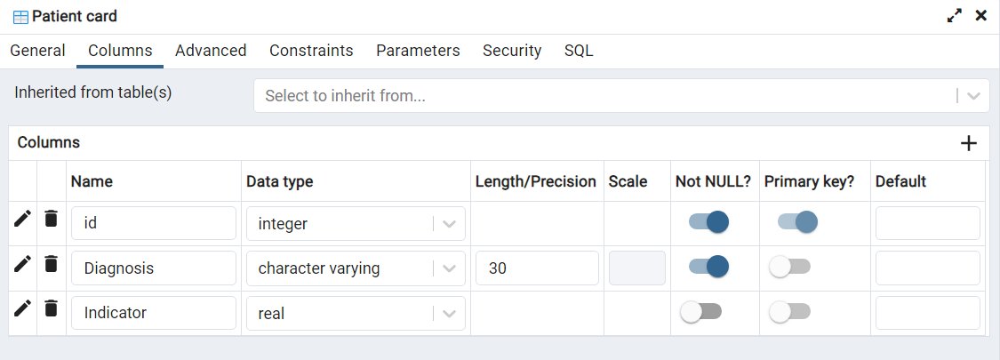 Patient card
General Columns Advanced Constraints Parameters Security SQL
Inherited from table(s) Select to inherit from...
Columns
Name Data type Length/Precision Scale Not NULL? Primary key? Default
id integer
Diagnosis character varying 30
Indicator real